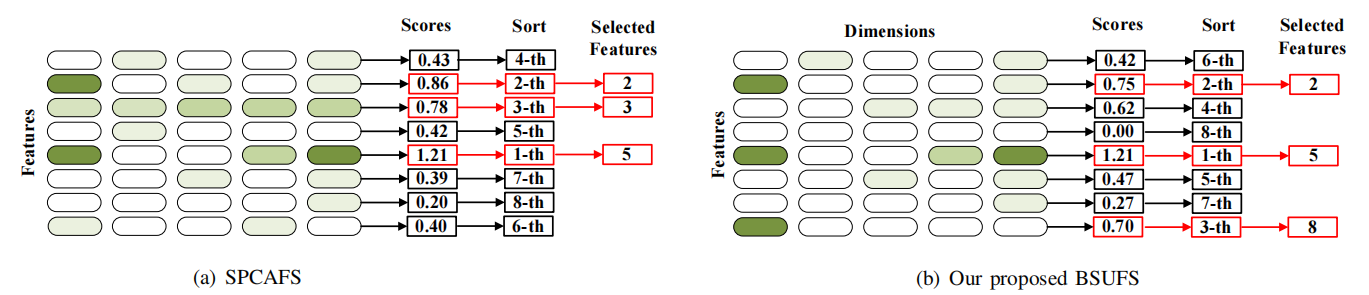 Scores Sort Selected Features
Features
0.43 4-th
0.86 2-th 2
0.78 3-th 3
0.42 5-th
1.21 1-th 5
0.39 7-th
0.20 8-th
0.40 6-th
(a) SPCAFS
Dimensions Scores Sort Selected Features
Features
0.42 6-th
0.75 2-th 2
0.62 4-th
0.00 8-th
1.21 1-th 5
0.47 5-th
0.27 7-th
0.70 3-th 8
(b) Our proposed BSUFS